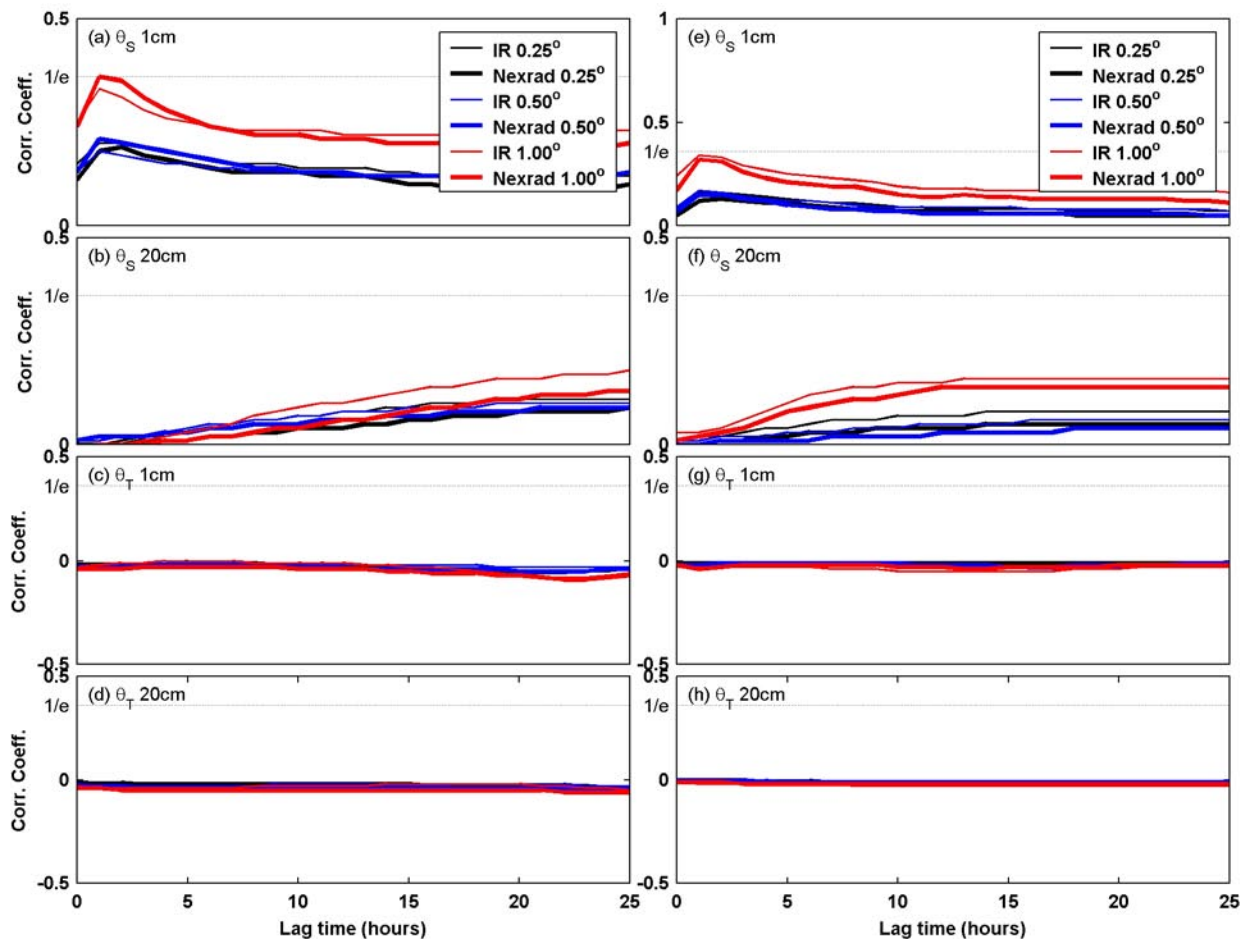 0.5
(a) θS 1cm
1/e
Corr. Coeff.
0
IR 0.25o
Nexrad 0.25o
IR 0.50o
Nexrad 0.50o
IR 1.00o
Nexrad 1.00o
1
(e) θS 1cm
0.5
1/e
0
IR 0.25o
Nexrad 0.25o
IR 0.50o
Nexrad 0.50o
IR 1.00o
Nexrad 1.00o
0.5
(b) θS 20cm
1/e
Corr. Coeff.
0
0.5
(f) θS 20cm
1/e
0
0.5
(c) θT 1cm
1/e
Corr. Coeff.
0
-0.5
0.5
(g) θT 1cm
1/e
0
-0.5
0.5
(d) θT 20cm
1/e
Corr. Coeff.
0
-0.5
0 5 10 15 20 25
Lag time (hours)
0.5
(h) θT 20cm
1/e
0
-0.5
0 5 10 15 20 25
Lag time (hours)